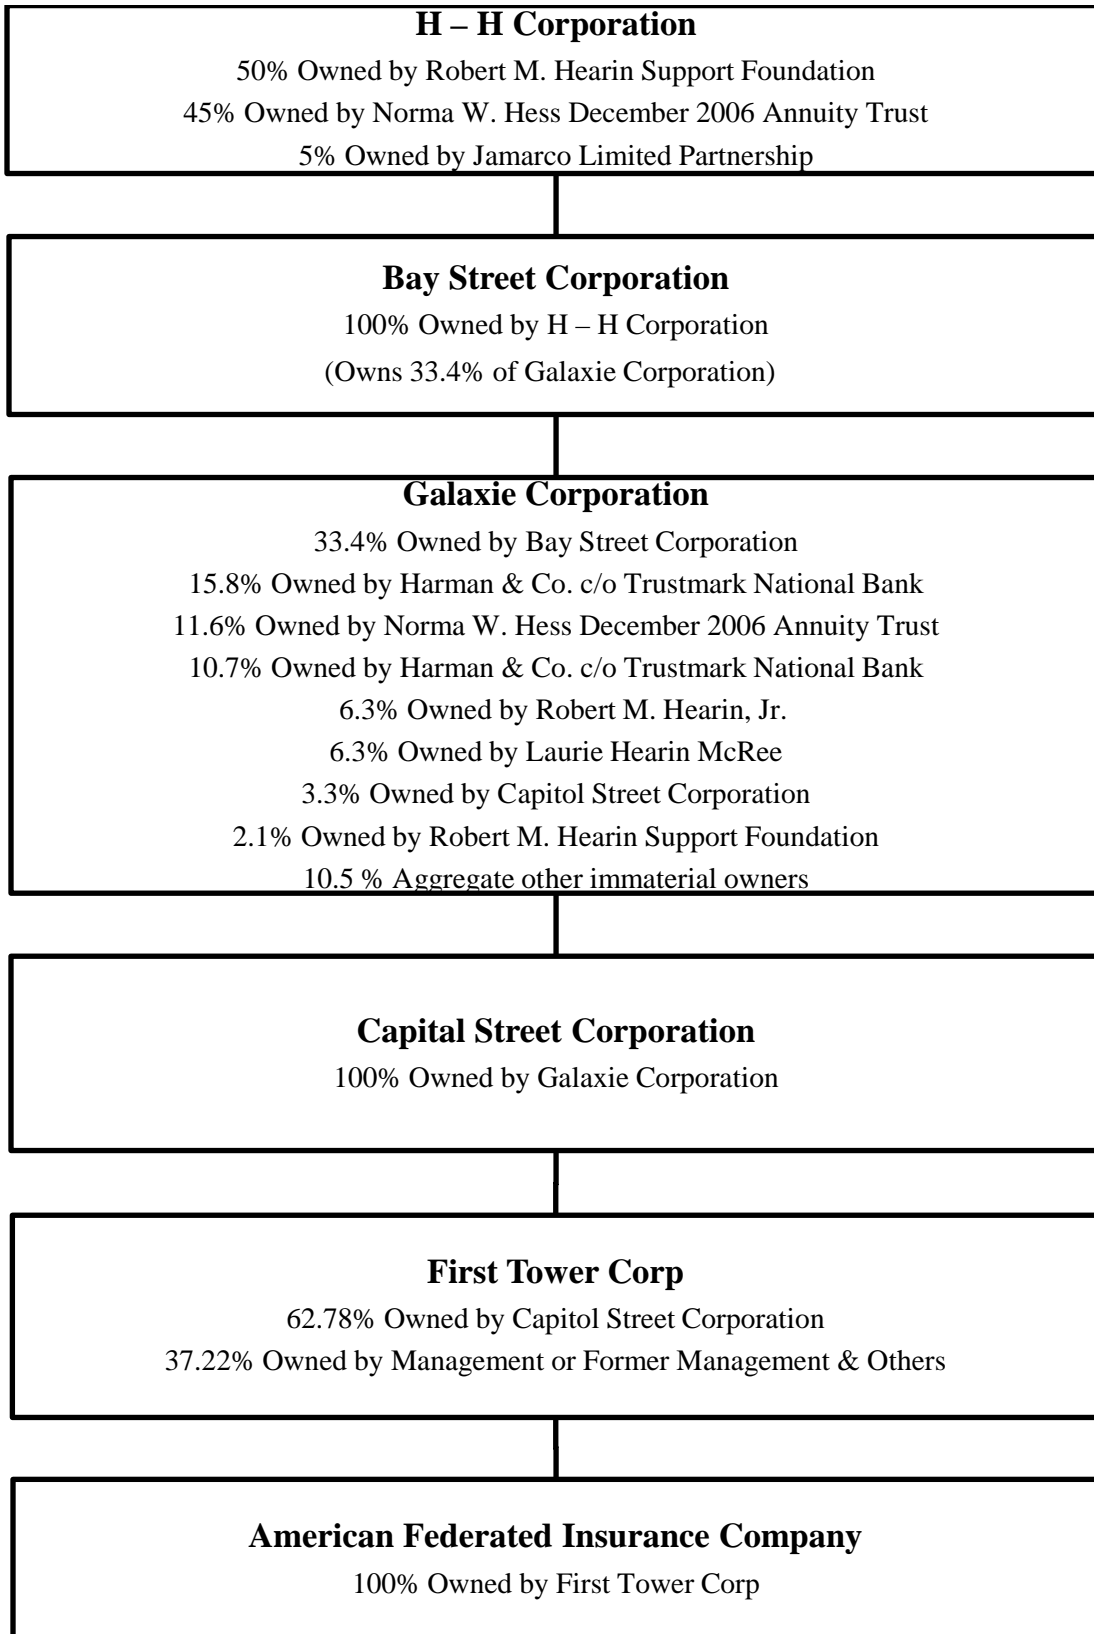 H – H Corporation
50% Owned by Robert M. Hearin Support Foundation
45% Owned by Norma W. Hess December 2006 Annuity Trust
5% Owned by Jamarco Limited Partnership
Bay Street Corporation
100% Owned by H – H Corporation
(Owns 33.4% of Galaxie Corporation)
Galaxie Corporation
33.4% Owned by Bay Street Corporation
15.8% Owned by Harman & Co. c/o Trustmark National Bank
11.6% Owned by Norma W. Hess December 2006 Annuity Trust
10.7% Owned by Harman & Co. c/o Trustmark National Bank
6.3% Owned by Robert M. Hearin, Jr.
6.3% Owned by Laurie Hearin McRee
3.3% Owned by Capitol Street Corporation
2.1% Owned by Robert M. Hearin Support Foundation
10.5 % Aggregate other immaterial owners
Capital Street Corporation
100% Owned by Galaxie Corporation
First Tower Corp
62.78% Owned by Capitol Street Corporation
37.22% Owned by Management or Former Management & Others
American Federated Insurance Company
100% Owned by First Tower Corp